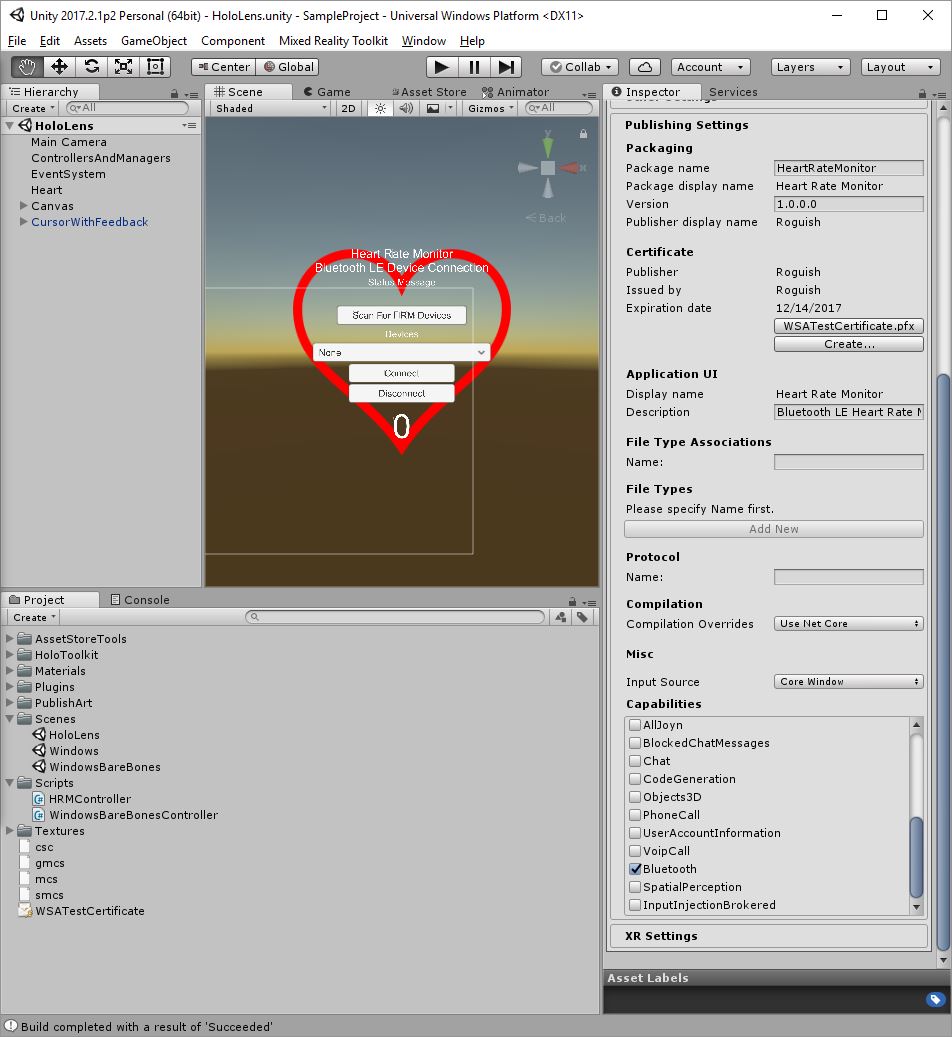 Unity 2017.2.1p2 Personal (64bit) - HoloLens.unity - SampleProject - Universal Windows Platform <DX11>
File Edit Assets GameObject Component Mixed Reality Toolkit Window Help
Center Global Collab Account Layers Layout
Hierarchy
Create All
HoloLens
Main Camera
ControllersAndManagers
EventSystem
Heart
Canvas
CursorWithFeedback
Scene Game Asset Store Animator
Shaded 2D Gizmos All
y
x
Back
Heart Rate Monitor
Bluetooth LE Device Connection
Status Message
Scan For HRM Devices
Devices
None
Connect
Disconnect
0
Project Console
Create
AssetStoreTools
HoloToolkit
Materials
Plugins
PublishArt
Scenes
HoloLens
Windows
WindowsBareBones
Scripts
HRMController
WindowsBareBonesController
Textures
csc
gmcs
mcs
smcs
WSATestCertificate
Inspector Services
Publishing Settings
Packaging
Package name HeartRateMonitor
Package display name Heart Rate Monitor
Version 1.0.0.0
Publisher display name Roguish
Certificate
Publisher Roguish
Issued by Roguish
Expiration date 12/14/2017
WSATestCertificate.pfx
Create...
Application UI
Display name Heart Rate Monitor
Description Bluetooth LE Heart Rate
File Type Associations
Name:
File Types
Please specify Name first.
Add New
Protocol
Name:
Compilation
Compilation Overrides Use Net Core
Misc
Input Source Core Window
Capabilities
AllJoyn
BlockedChatMessages
Chat
CodeGeneration
Objects3D
PhoneCall
UserAccountInformation
VoipCall
Bluetooth
SpatialPerception
InputInjectionBrokered
XR Settings
Asset Labels
Build completed with a result of 'Succeeded'